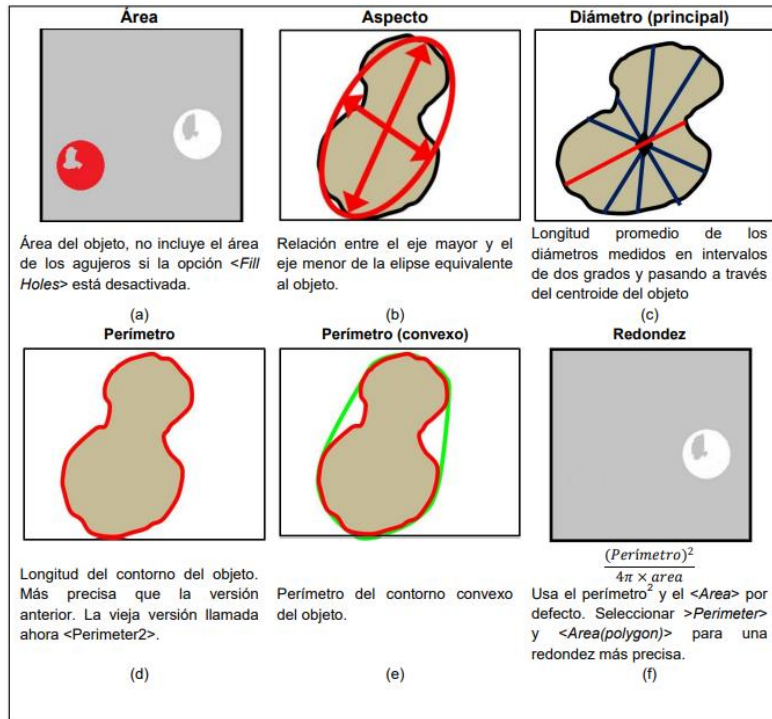 Área
Área del objeto, no incluye el área
de los agujeros si la opción <Fill
Holes> está desactivada.
(a)
Aspecto
Relación entre el eje mayor y el
eje menor de la elipse equivalente
al objeto.
(b)
Diámetro (principal)
Longitud promedio de los
diámetros medidos en intervalos
de dos grados y pasando a través
del centroide del objeto
(c)
Perímetro
Longitud del contorno del objeto.
Más precisa que la versión
anterior. La vieja versión llamada
ahora <Perimeter2>.
(d)
Perímetro (convexo)
Perímetro del contorno convexo
del objeto.
(e)
Redondez
(Perímetro)²
4π × area
Usa el perímetro² y el <Area> por
defecto. Seleccionar >Perimeter>
y <Area(polygon)> para una
redondez más precisa.
(f)